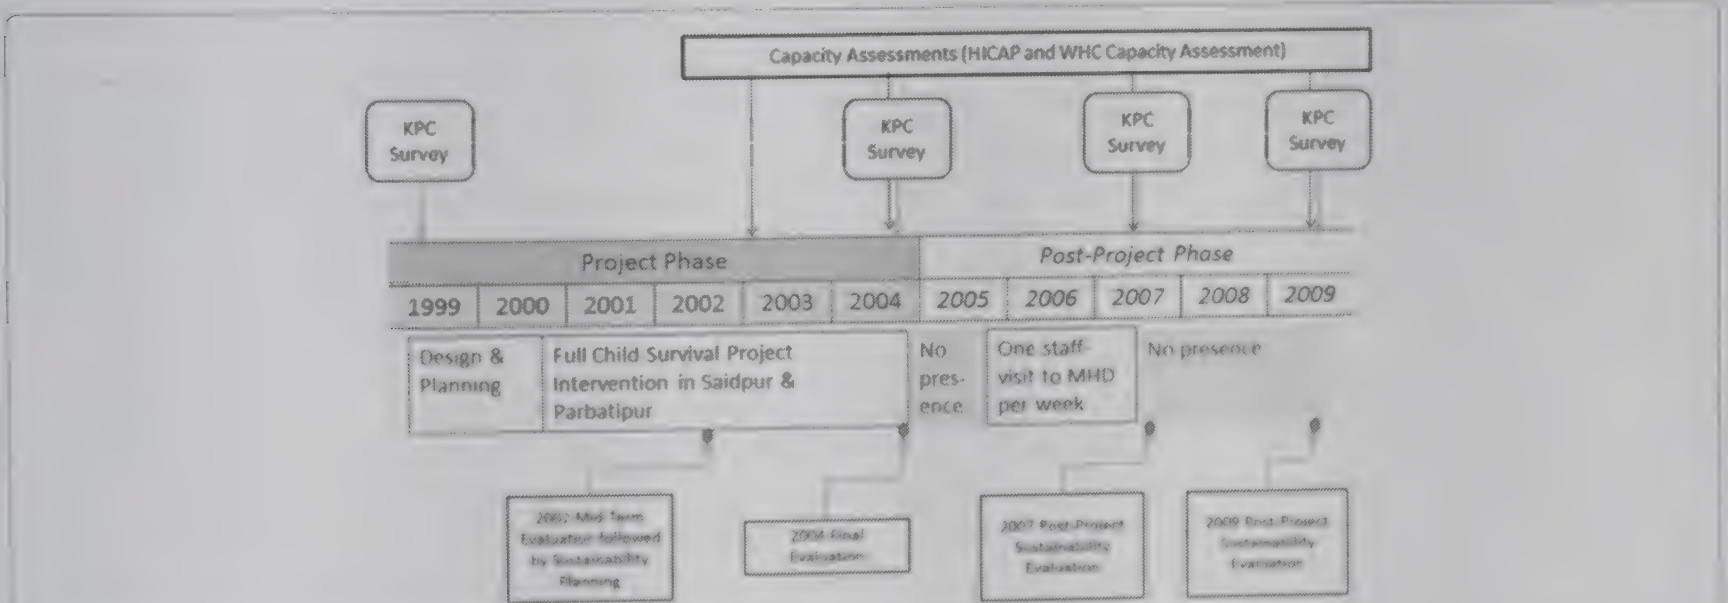 Capacity Assessments (HICAP and WHC Capacity Assessment)
KPC
Survey
KPC
Survey
KPC
Survey
KPC
Survey
Project Phase
Post-Project Phase
1999
2000
2001
2002
2003
2004
2005
2006
2007
2008
2009
Design &
Planning
Full Child Survival Project
Intervention in Saidpur &
Parbatipur
No
pres-
ence
One staff-
visit to MHD
per week
No presence
2002 Mid Term
Evaluation followed
by Sustainability
Planning
2004 Final
Evaluation
2007 Post-Project
Sustainability
Evaluation
2009 Post-Project
Sustainability
Evaluation